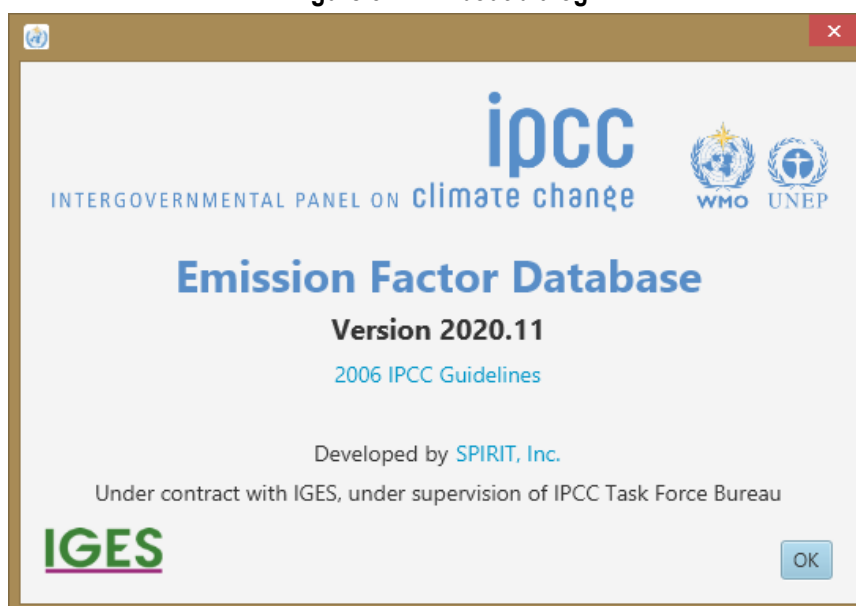 ipcc
INTERGOVERNMENTAL PANEL ON climate change
WMO UNEP
Emission Factor Database
Version 2020.11
2006 IPCC Guidelines
Developed by SPIRIT, Inc.
Under contract with IGES, under supervision of IPCC Task Force Bureau
IGES
OK